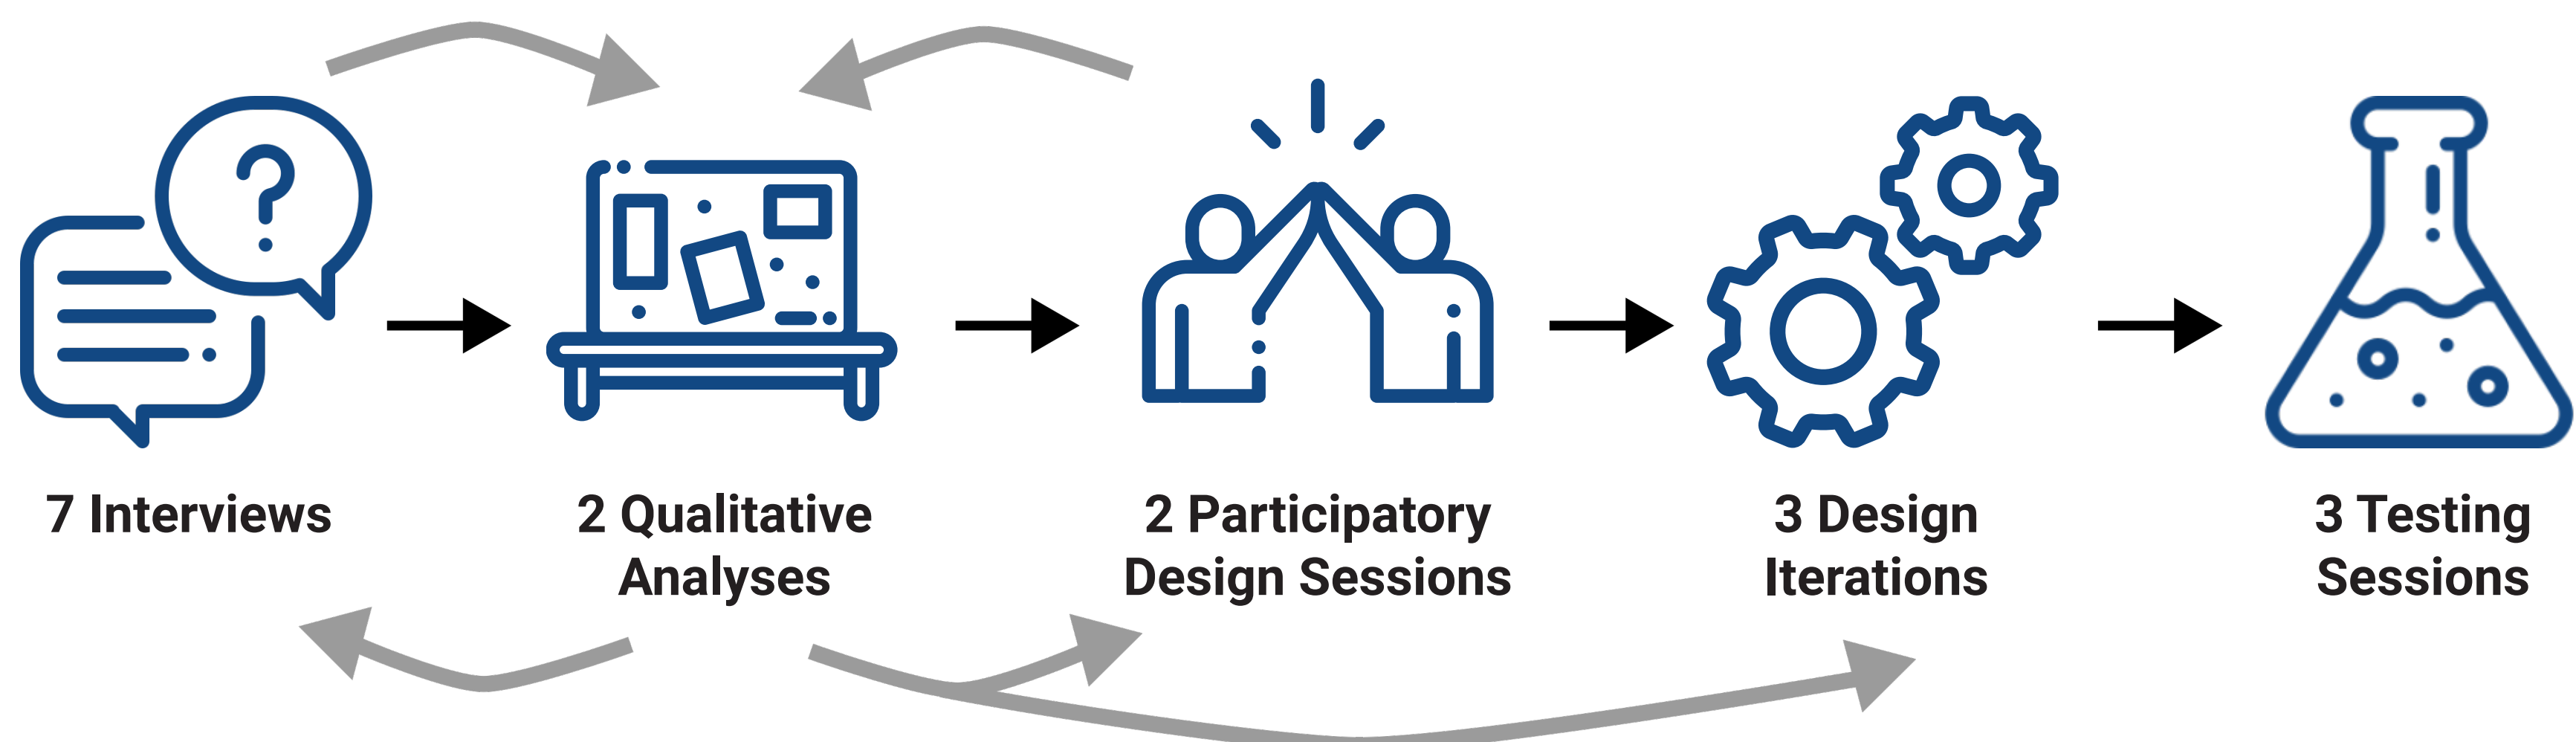 7 Interviews
2 Qualitative
Analyses
2 Participatory
Design Sessions
3 Design
Iterations
3 Testing
Sessions